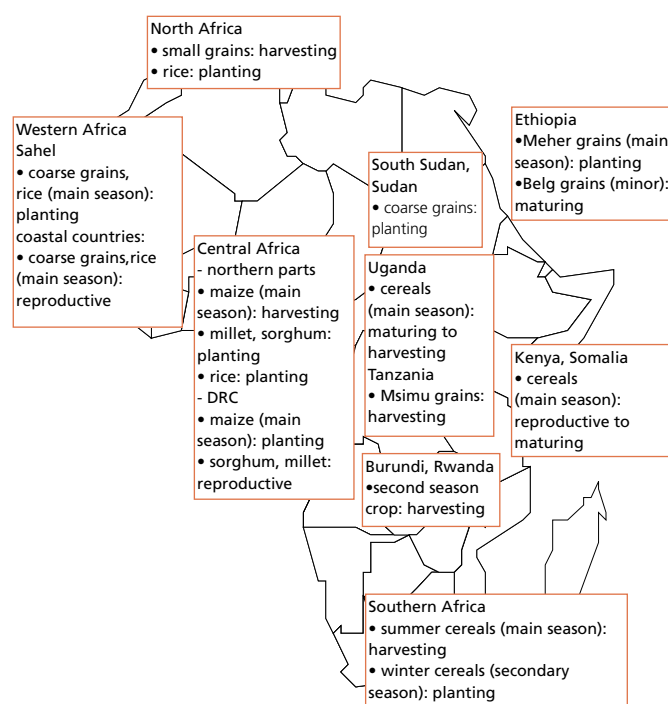 North Africa
• small grains: harvesting
• rice: planting
Western Africa
Sahel
• coarse grains,
rice (main season):
planting
coastal countries:
• coarse grains,rice
(main season):
reproductive
Central Africa
- northern parts
• maize (main
season): harvesting
• millet, sorghum:
planting
• rice: planting
- DRC
• maize (main
season): planting
• sorghum, millet:
reproductive
South Sudan,
Sudan
• coarse grains:
planting
Uganda
• cereals
(main season):
maturing to
harvesting
Tanzania
• Msimu grains:
harvesting
Burundi, Rwanda
•second season
crop: harvesting
Ethiopia
•Meher grains (main
season): planting
•Belg grains (minor):
maturing
Kenya, Somalia
• cereals
(main season):
reproductive to
maturing
Southern Africa
• summer cereals (main season):
harvesting
• winter cereals (secondary
season): planting